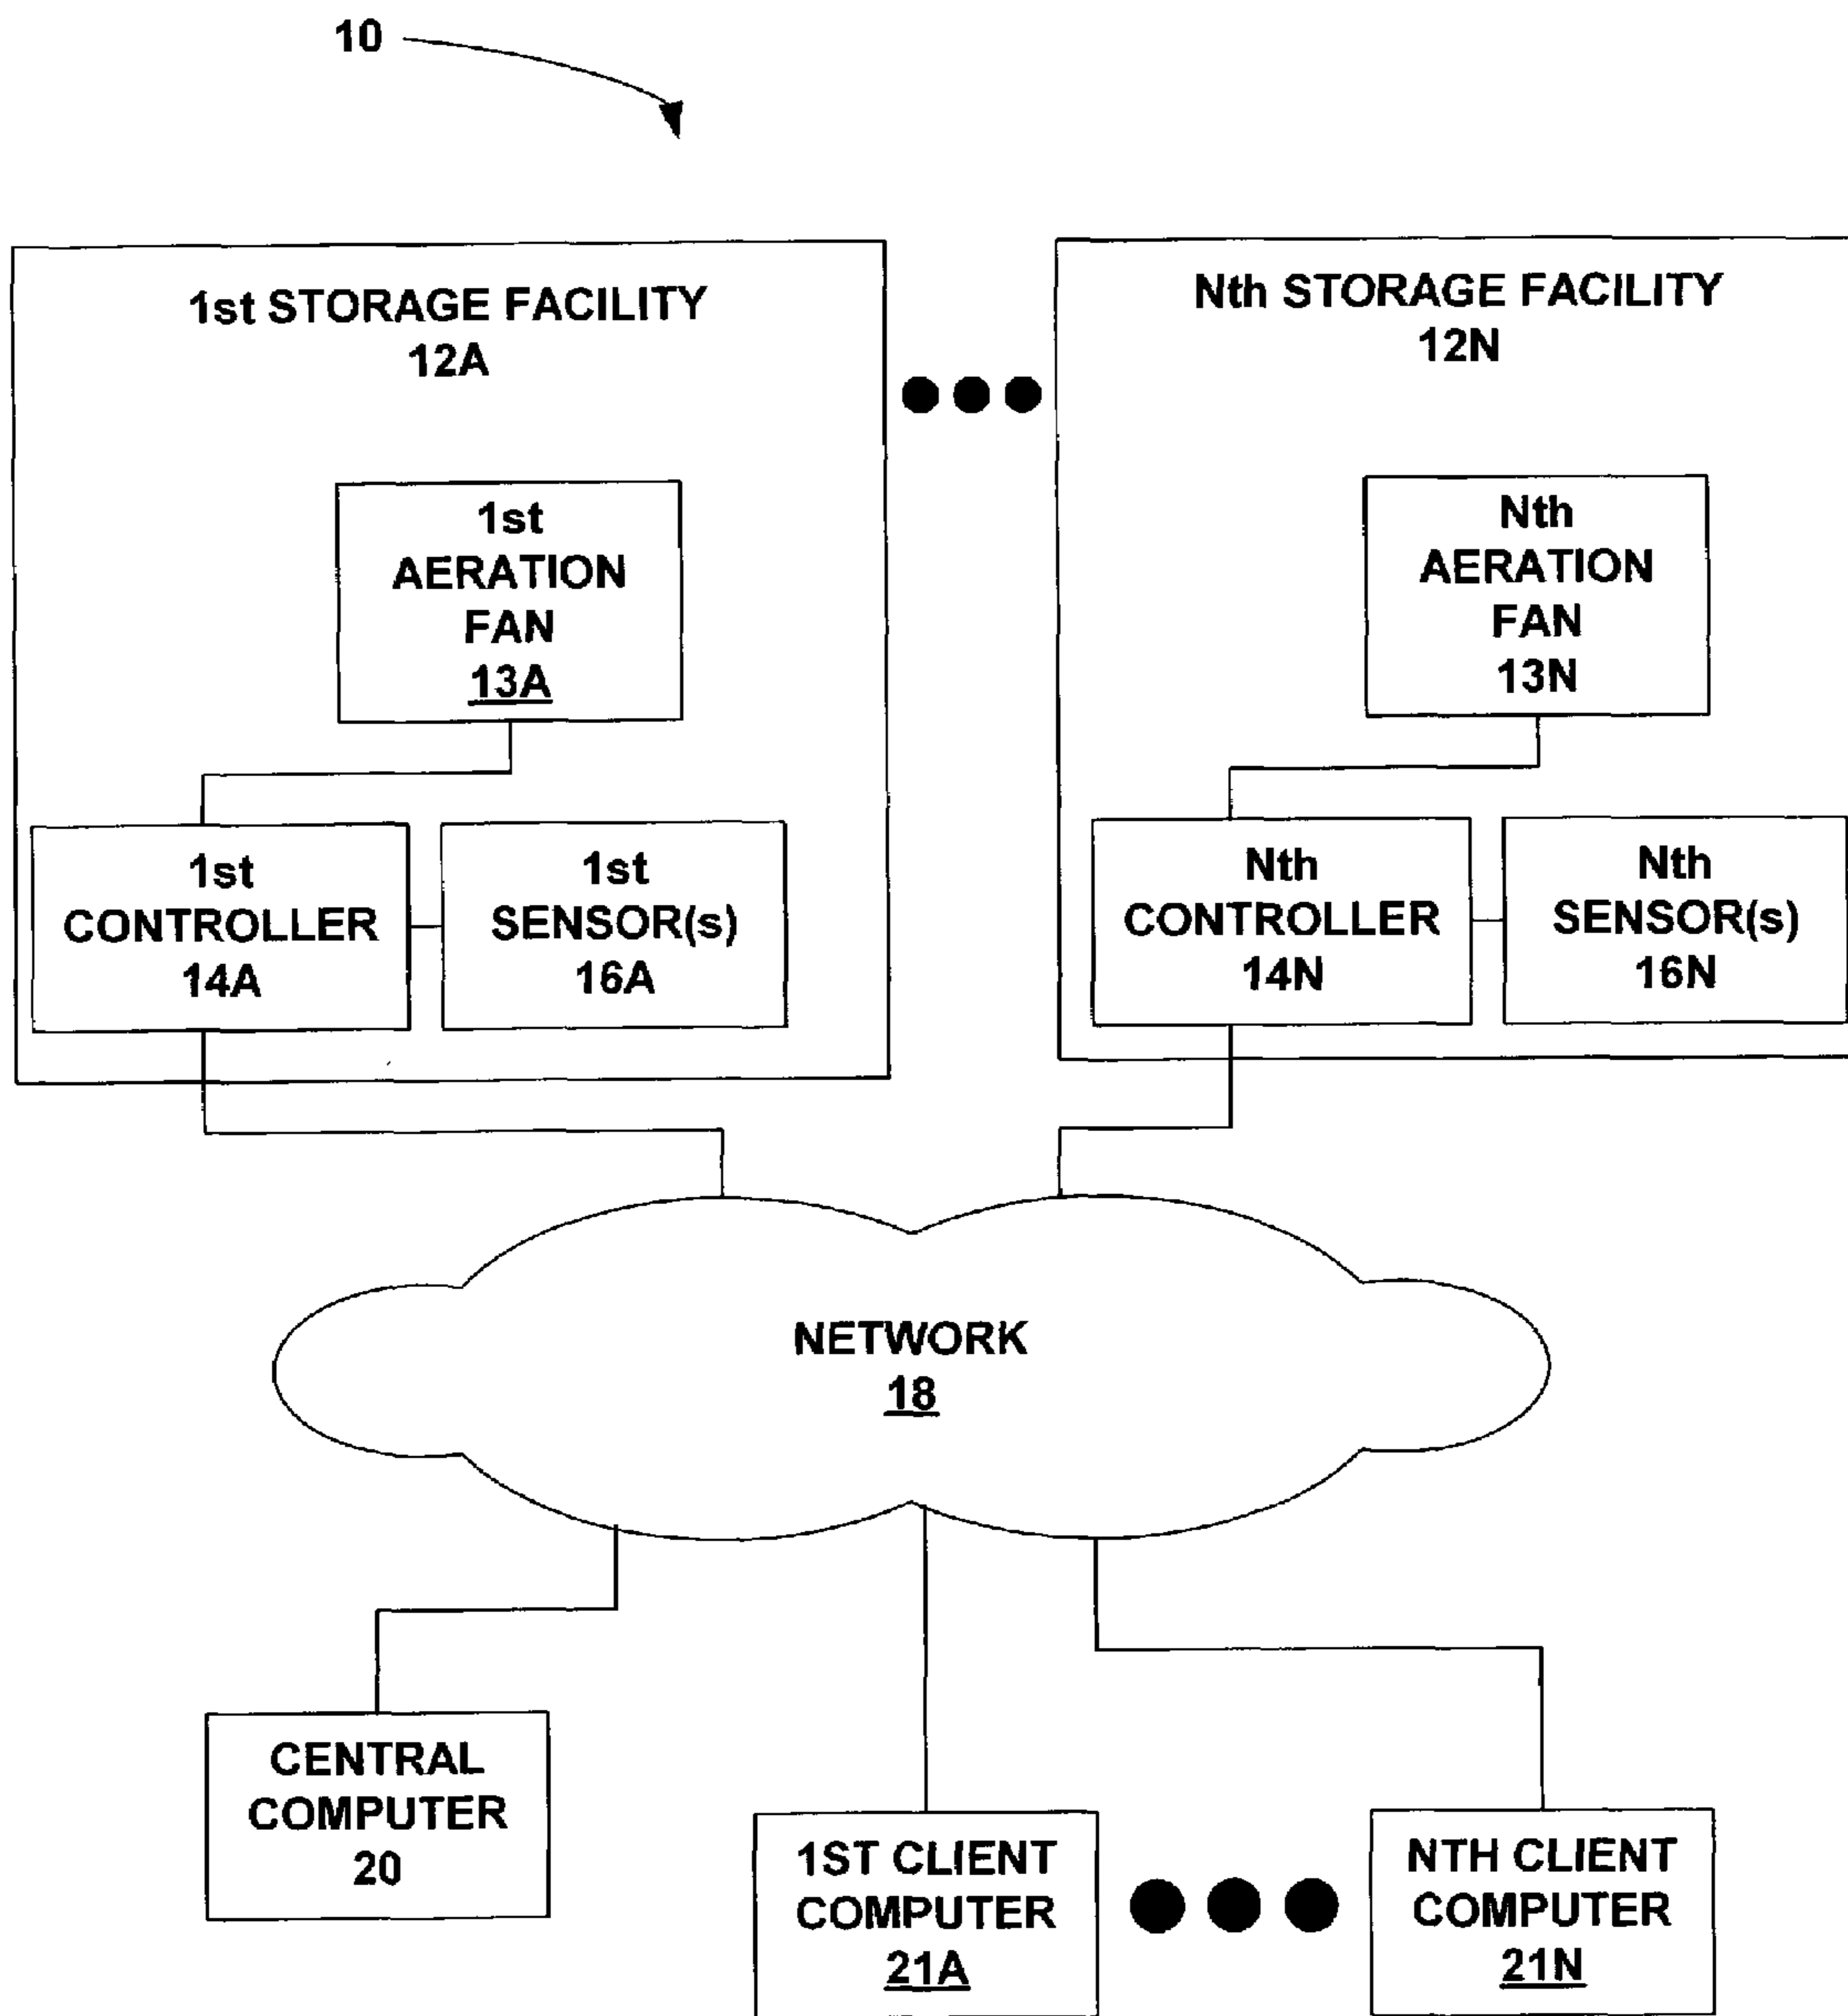 10
1st STORAGE FACILITY
12A
Nth STORAGE FACILITY
12N
1st
AERATION
FAN
13A
Nth
AERATION
FAN
13N
1st
CONTROLLER
14A
1st
SENSOR(s)
16A
Nth
CONTROLLER
14N
Nth
SENSOR(s)
16N
NETWORK
18
CENTRAL
COMPUTER
20
1ST CLIENT
COMPUTER
21A
NTH CLIENT
COMPUTER
21N